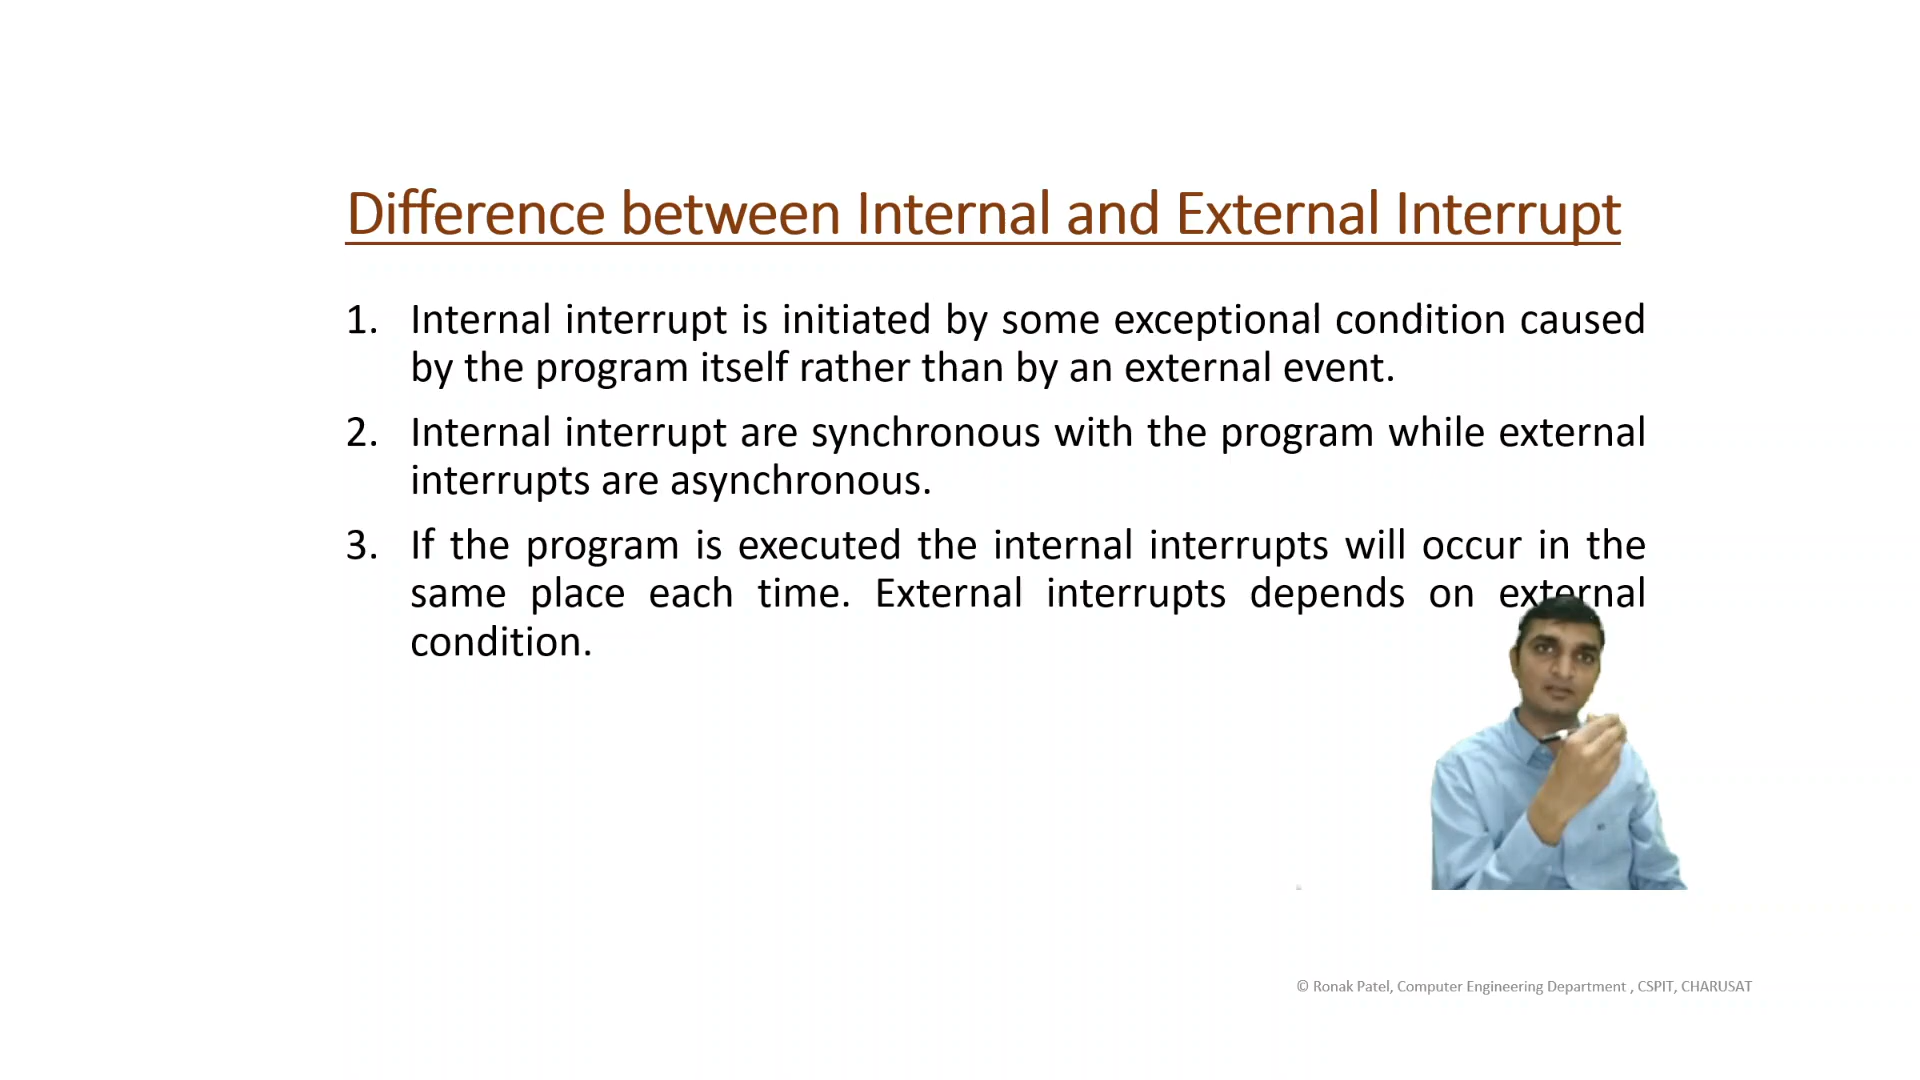 Difference between Internal and External Interrupt
1. Internal interrupt is initiated by some exceptional condition caused
by the program itself rather than by an external event.
2. Internal interrupt are synchronous with the program while external
interrupts are asynchronous.
3. If the program is executed the internal interrupts will occur in the
same place each time. External interrupts depends on external
condition.
© Ronak Patel, Computer Engineering Department , CSPIT, CHARUSAT